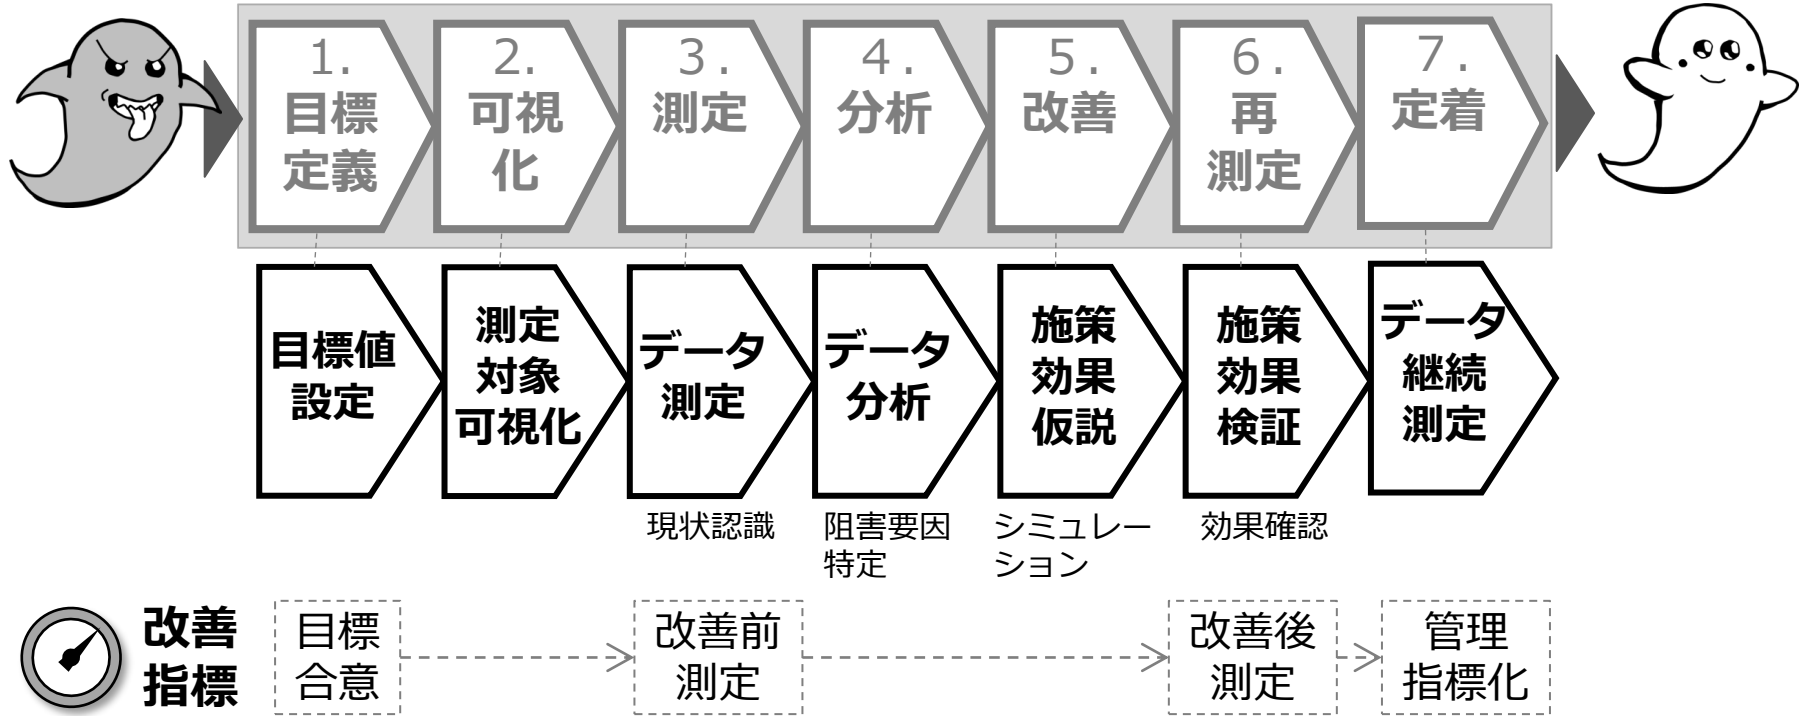 1.
目標
定義
2.
可視
化
3.
測定
4.
分析
5.
改善
6.
再
測定
7.
定着
目標値
設定
測定
対象
可視化
データ
測定
データ
分析
施策
効果
仮説
施策
効果
検証
データ
継続
測定
現状認識
阻害要因
特定
シミュレー
ション
効果確認
改善
指標
目標
合意
改善前
測定
改善後
測定
管理
指標化